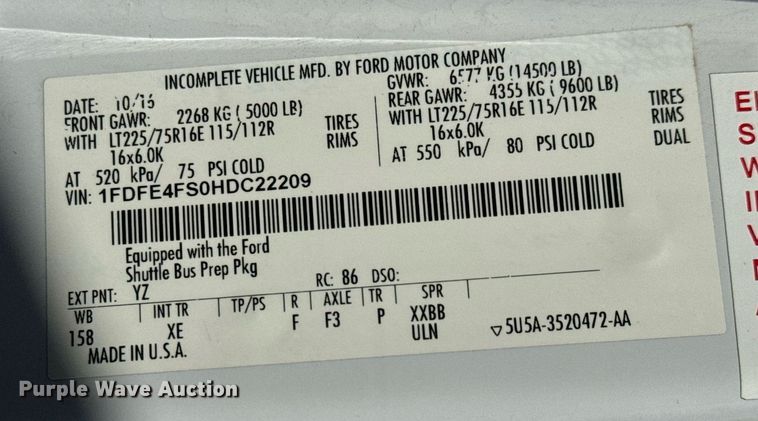 INCOMPLETE VEHICLE MFD. BY FORD MOTOR COMPANY
DATE: 10/16
GVWR: 6577 KG (14500 LB)
FRONT GAWR: 2268 KG ( 5000 LB)
REAR GAWR: 4355 KG ( 9600 LB)
WITH LT225/75R16E 115/112R TIRES
WITH LT225/75R16E 115/112R TIRES
16x6.0K RIMS
16x6.0K RIMS
AT 520 kPa/ 75 PSI COLD
AT 550 kPa/ 80 PSI COLD DUAL
VIN: 1FDFE4FS0HDC22209
Equipped with the Ford
Shuttle Bus Prep Pkg
EXT PNT: YZ RC: 86 DSO:
WB INT TR TP/PS R AXLE TR SPR
158 XE F F3 P XXBB
ULN
MADE IN U.S.A.
▽5U5A-3520472-AA
Purple Wave Auction